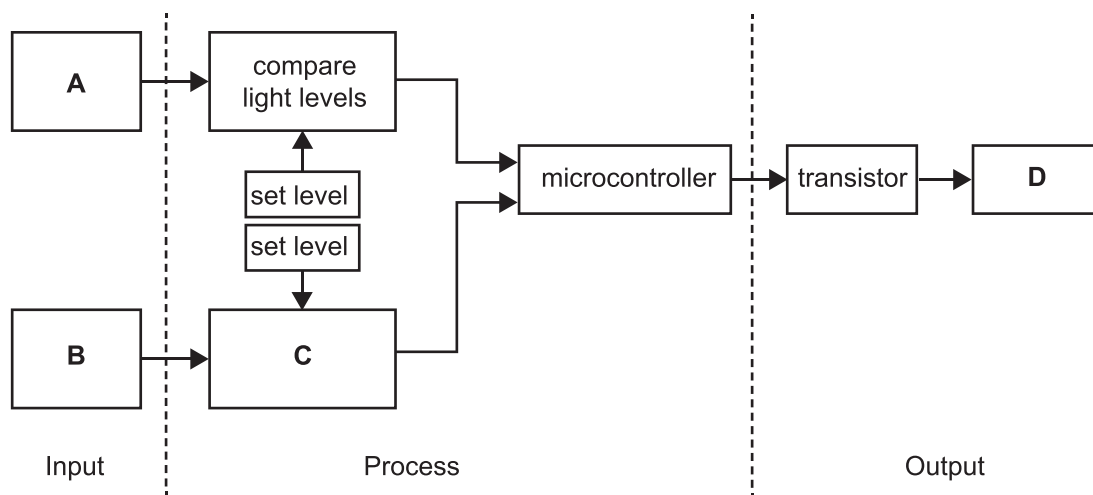 A
compare
light levels
set level
set level
microcontroller
transistor
D
B
C
Input
Process
Output